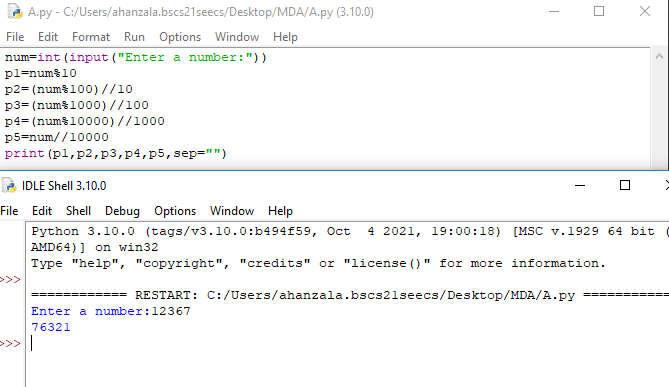 A.py - C:/Users/ahanzala.bscs21seecs/Desktop/MDA/A.py (3.10.0)
File Edit Format Run Options Window Help
num=int(input("Enter a number:"))
p1=num%10
p2=(num%100)//10
p3=(num%1000)//100
p4=(num%10000)//1000
p5=num//10000
print(p1,p2,p3,p4,p5,sep="")
IDLE Shell 3.10.0
File Edit Shell Debug Options Window Help
Python 3.10.0 (tags/v3.10.0:b494f59, Oct  4 2021, 19:00:18) [MSC v.1929 64 bit (
AMD64)] on win32
Type "help", "copyright", "credits" or "license()" for more information.
>>>
============ RESTART: C:/Users/ahanzala.bscs21seecs/Desktop/MDA/A.py ============
Enter a number:12367
76321
>>>